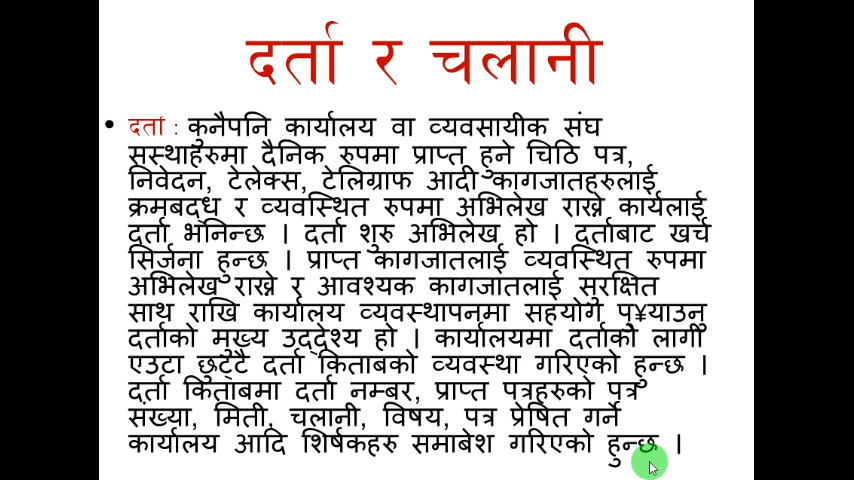 दर्ता र चलानी
• दर्ता : कुनैपनि कार्यालय वा व्यवसायीक संघ
सस्थाहरुमा दैनिक रुपमा प्राप्त हुने चिठि पत्र,
निवेदन, टेलेक्स, टेलिग्राफ आदी कागजातहरुलाई
क्रमबद्ध र व्यवस्थित रुपमा अभिलेख राख्ने कार्यलाई
दर्ता भनिन्छ । दर्ता शुरु अभिलेख हो । दर्ताबाट खर्च
सिर्जना हुन्छ । प्राप्त कागजातलाई व्यवस्थित रुपमा
अभिलेख राख्ने र आवश्यक कागजातलाई सुरक्षित
साथ राखि कार्यालय व्यवस्थापनमा सहयोग पु¥याउनु
दर्ताको मुख्य उद्देश्य हो । कार्यालयमा दर्ताको लागी
एउटा छुट्टै दर्ता किताबको व्यवस्था गरिएको हुन्छ ।
दर्ता किताबमा दर्ता नम्बर, प्राप्त पत्रहरुको पत्र
संख्या, मिती, चलानी, विषय, पत्र प्रेषित गर्ने
कार्यालय आदि शिर्षकहरु समाबेश गरिएको हुन्छ ।